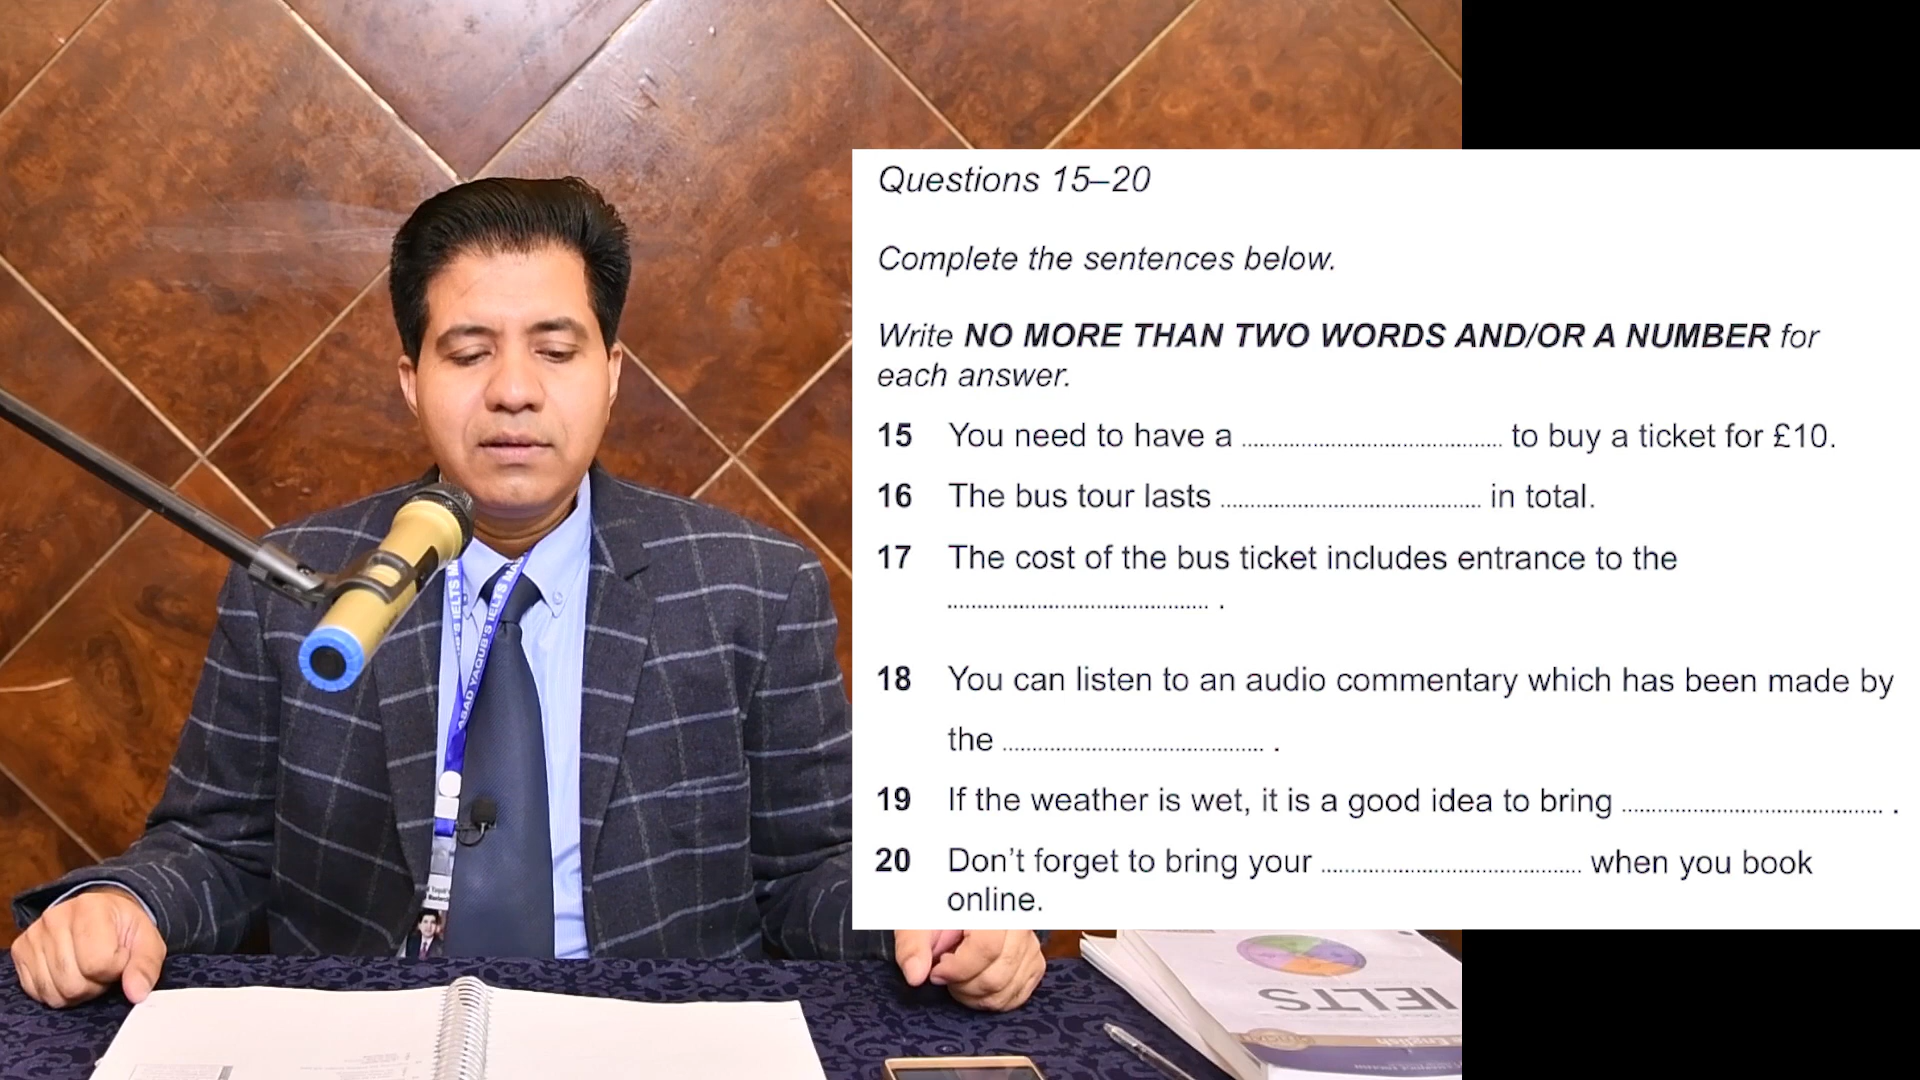 Questions 15–20
Complete the sentences below.
Write NO MORE THAN TWO WORDS AND/OR A NUMBER for
each answer.
15 You need to have a ........................................ to buy a ticket for £10.
16 The bus tour lasts ........................................ in total.
17 The cost of the bus ticket includes entrance to the
........................................ .
18 You can listen to an audio commentary which has been made by
the ........................................ .
19 If the weather is wet, it is a good idea to bring ........................................ .
20 Don't forget to bring your ........................................ when you book
online.
ASAD YAQUB'S IELTS
IELTS
English